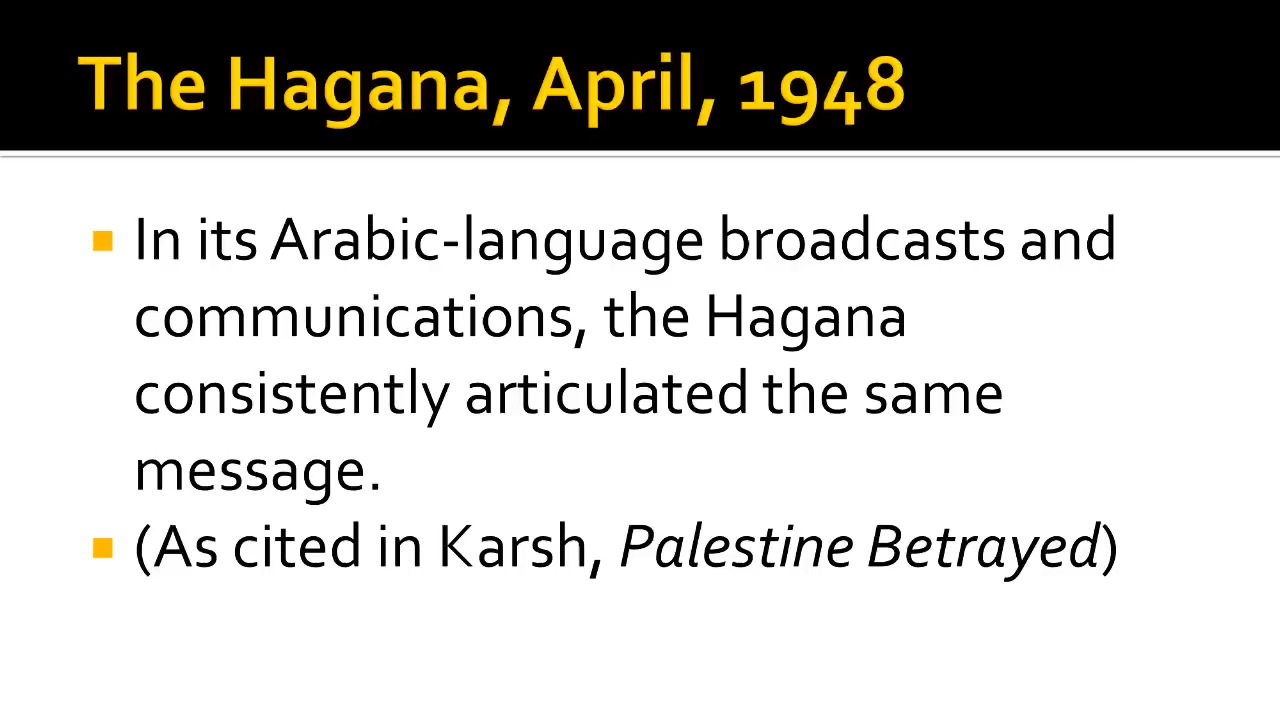 The Hagana, April, 1948
In its Arabic-language broadcasts and
communications, the Hagana
consistently articulated the same
message.
(As cited in Karsh, Palestine Betrayed)